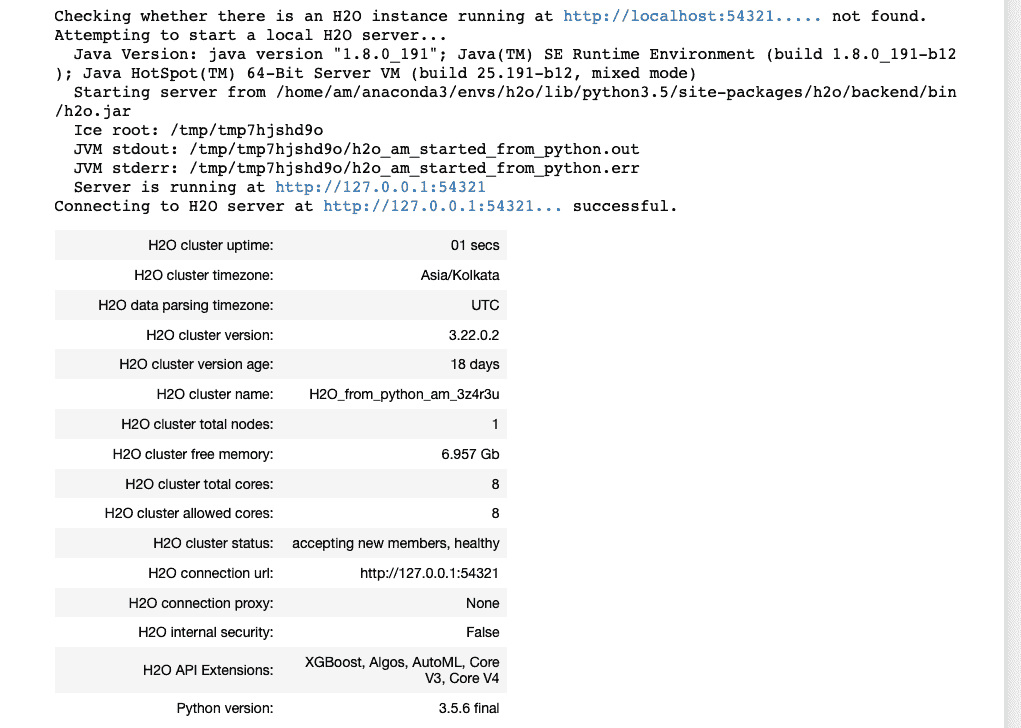 Checking whether there is an H2O instance running at http://localhost:54321..... not found.
Attempting to start a local H2O server...
Java Version: java version "1.8.0_191"; Java(TM) SE Runtime Environment (build 1.8.0_191-b12
); Java HotSpot(TM) 64-Bit Server VM (build 25.191-b12, mixed mode)
Starting server from /home/am/anaconda3/envs/h2o/lib/python3.5/site-packages/h2o/backend/bin
/h2o.jar
Ice root: /tmp/tmp7hjshd9o
JVM stdout: /tmp/tmp7hjshd9o/h2o_am_started_from_python.out
JVM stderr: /tmp/tmp7hjshd9o/h2o_am_started_from_python.err
Server is running at http://127.0.0.1:54321
Connecting to H2O server at http://127.0.0.1:54321... successful.
H2O cluster uptime: 01 secs
H2O cluster timezone: Asia/Kolkata
H2O data parsing timezone: UTC
H2O cluster version: 3.22.0.2
H2O cluster version age: 18 days
H2O cluster name: H2O_from_python_am_3z4r3u
H2O cluster total nodes: 1
H2O cluster free memory: 6.957 Gb
H2O cluster total cores: 8
H2O cluster allowed cores: 8
H2O cluster status: accepting new members, healthy
H2O connection url: http://127.0.0.1:54321
H2O connection proxy: None
H2O internal security: False
H2O API Extensions: XGBoost, Algos, AutoML, Core
V3, Core V4
Python version: 3.5.6 final